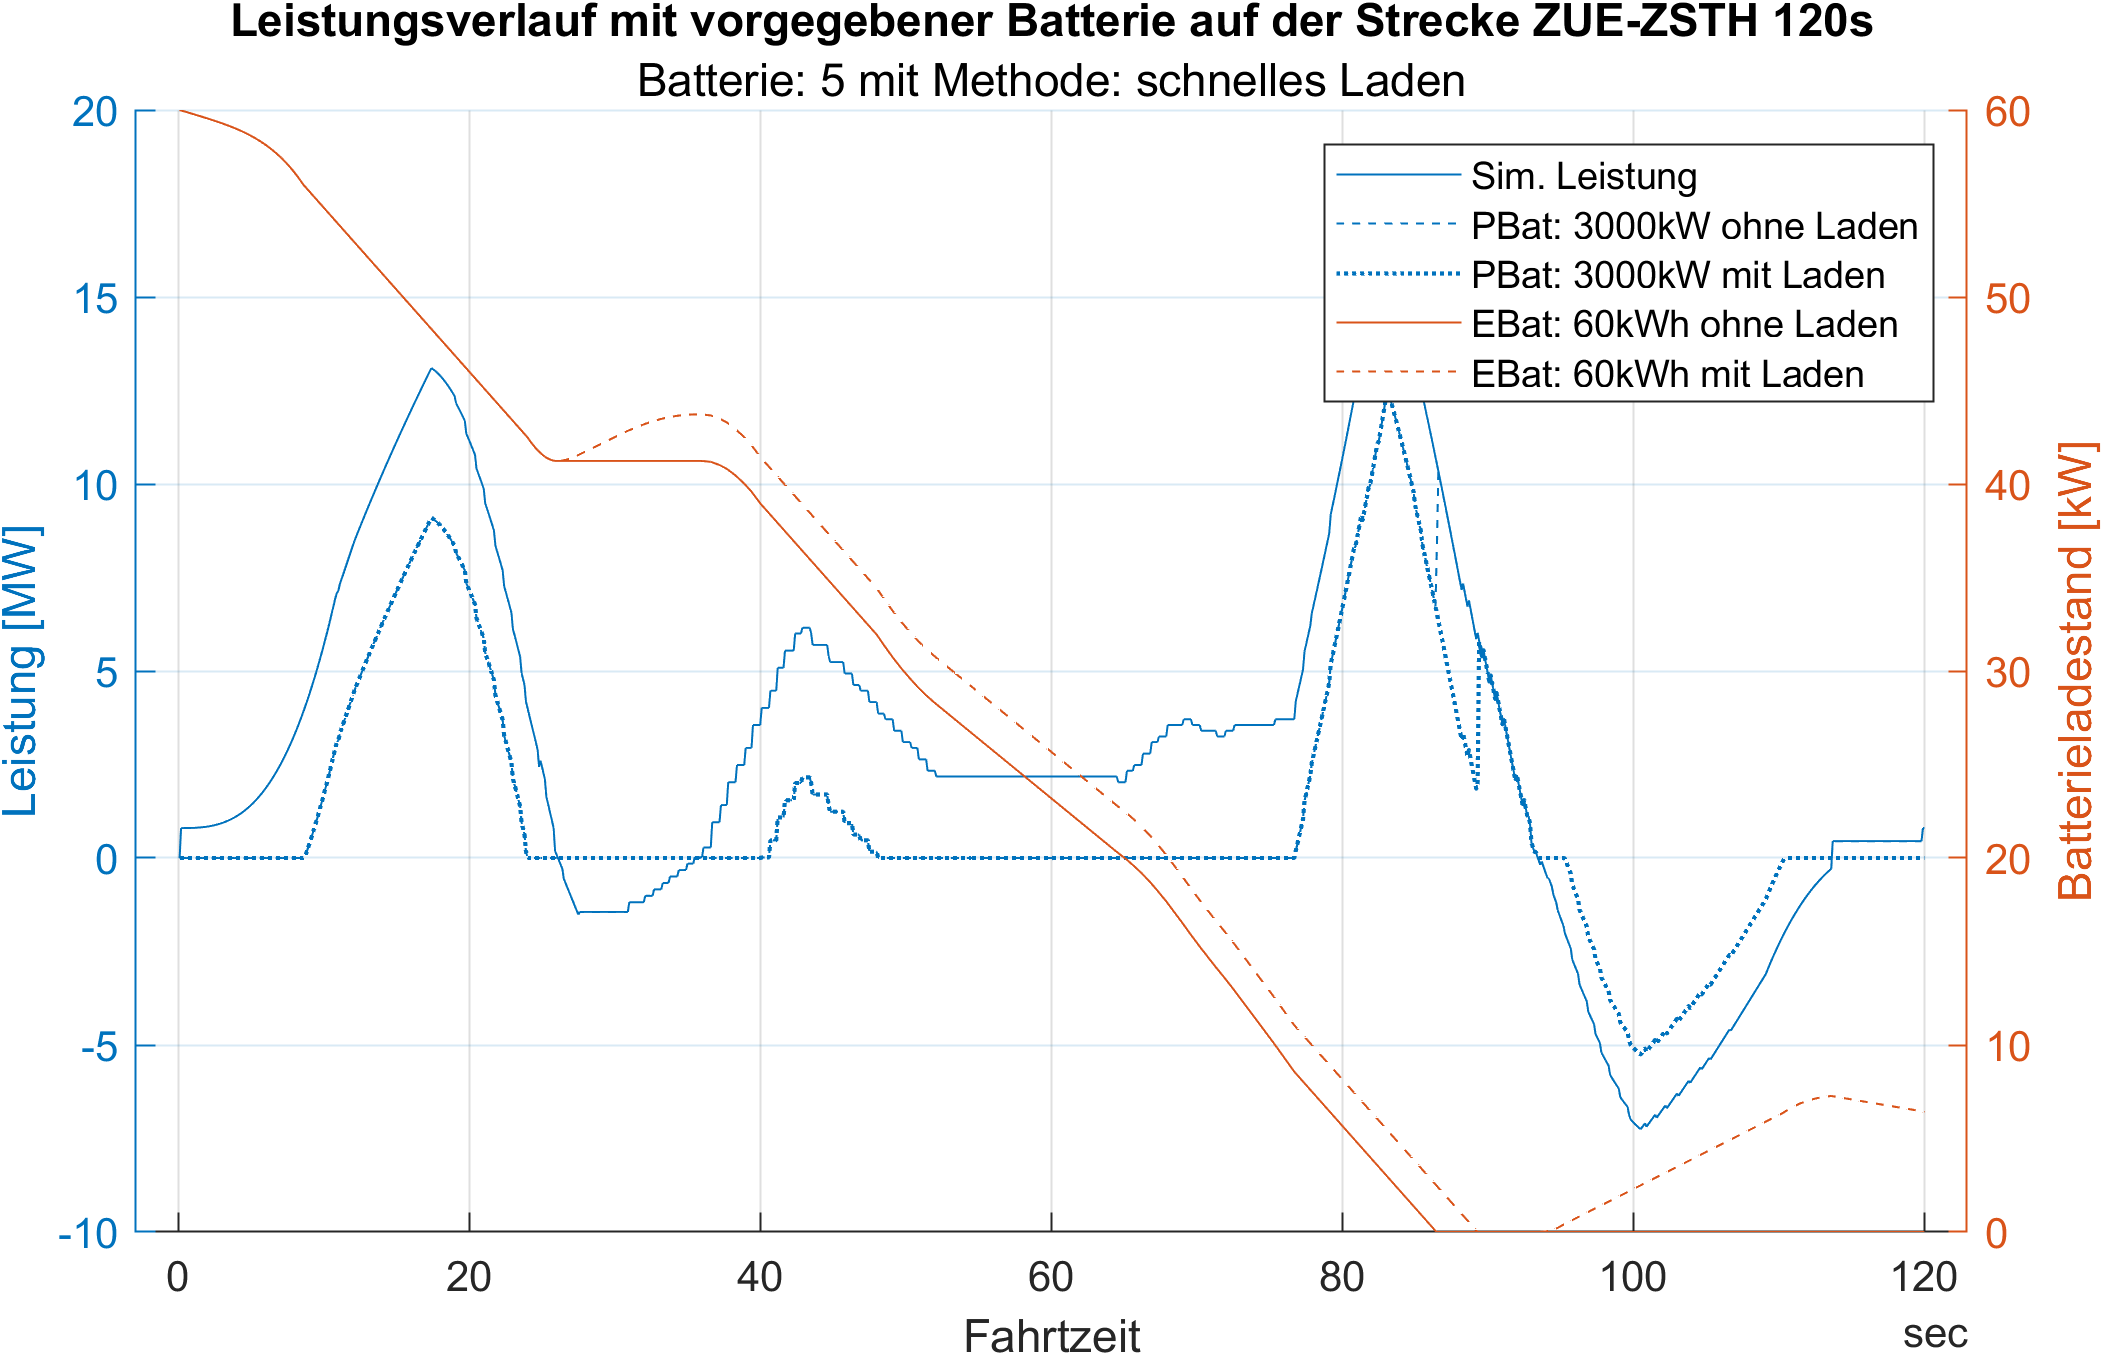 Leistungsverlauf mit vorgegebener Batterie auf der Strecke ZUE-ZSTH 120s
Batterie: 5 mit Methode: schnelles Laden
20
15
10
5
0
-5
-10
Leistung [MW]
Sim. Leistung
PBat: 3000kW ohne Laden
PBat: 3000kW mit Laden
EBat: 60kWh ohne Laden
EBat: 60kWh mit Laden
60
50
40
30
20
10
0
Batterieladestand [kW]
0 20 40 60 80 100 120
Fahrtzeit
sec